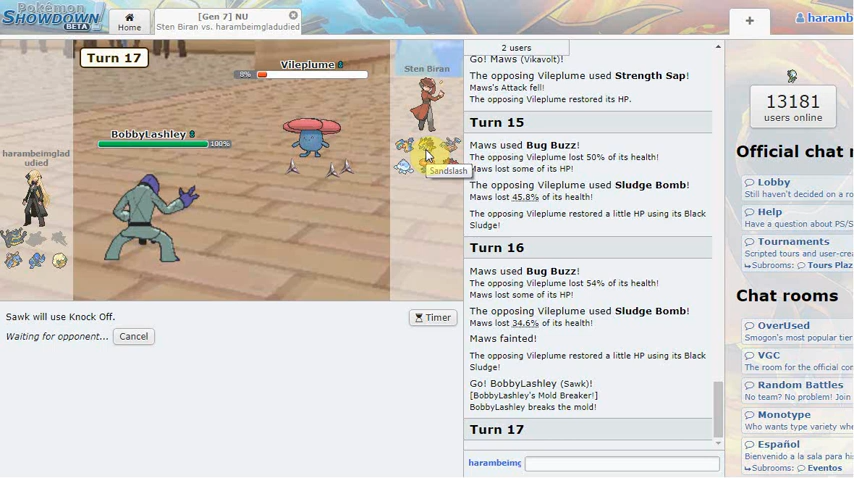 Pokémon
SHOWDOWN
BETA
Home
[Gen 7] NU
Sten Biran vs. harambeimgladudied
+
haramb
Turn 17
Vileplume
8%
BobbyLashley
100%
harambeimglad
udied
Sten Biran
Sandslash
Sawk will use Knock Off.
Waiting for opponent...
Cancel
Timer
2 users
Go! Maws (Vikavolt)!
The opposing Vileplume used Strength Sap!
Maws's Attack fell!
The opposing Vileplume restored its HP.
Turn 15
Maws used Bug Buzz!
The opposing Vileplume lost 50% of its health!
Maws lost some of its HP!
The opposing Vileplume used Sludge Bomb!
Maws lost 45.8% of its health!
The opposing Vileplume restored a little HP using its Black
Sludge!
Turn 16
Maws used Bug Buzz!
The opposing Vileplume lost 54% of its health!
Maws lost some of its HP!
The opposing Vileplume used Sludge Bomb!
Maws lost 34.6% of its health!
Maws fainted!
The opposing Vileplume restored a little HP using its Black
Sludge!
Go! BobbyLashley (Sawk)!
[BobbyLashley's Mold Breaker!]
BobbyLashley breaks the mold!
Turn 17
harambeimg
13181
users online
Official chat r
Lobby
Still haven't decided on a ro
Help
Have a question about PS/S
Tournaments
Scripted tours and user-crea
Subrooms: Tours Plaz
Chat rooms
OverUsed
Smogon's most popular tier
VGC
The room for the official co
Random Battles
No team? No problem! Join
Monotype
Who wants type variety whe
Español
Bienvenido a la sala para ha
Subrooms: Eventos